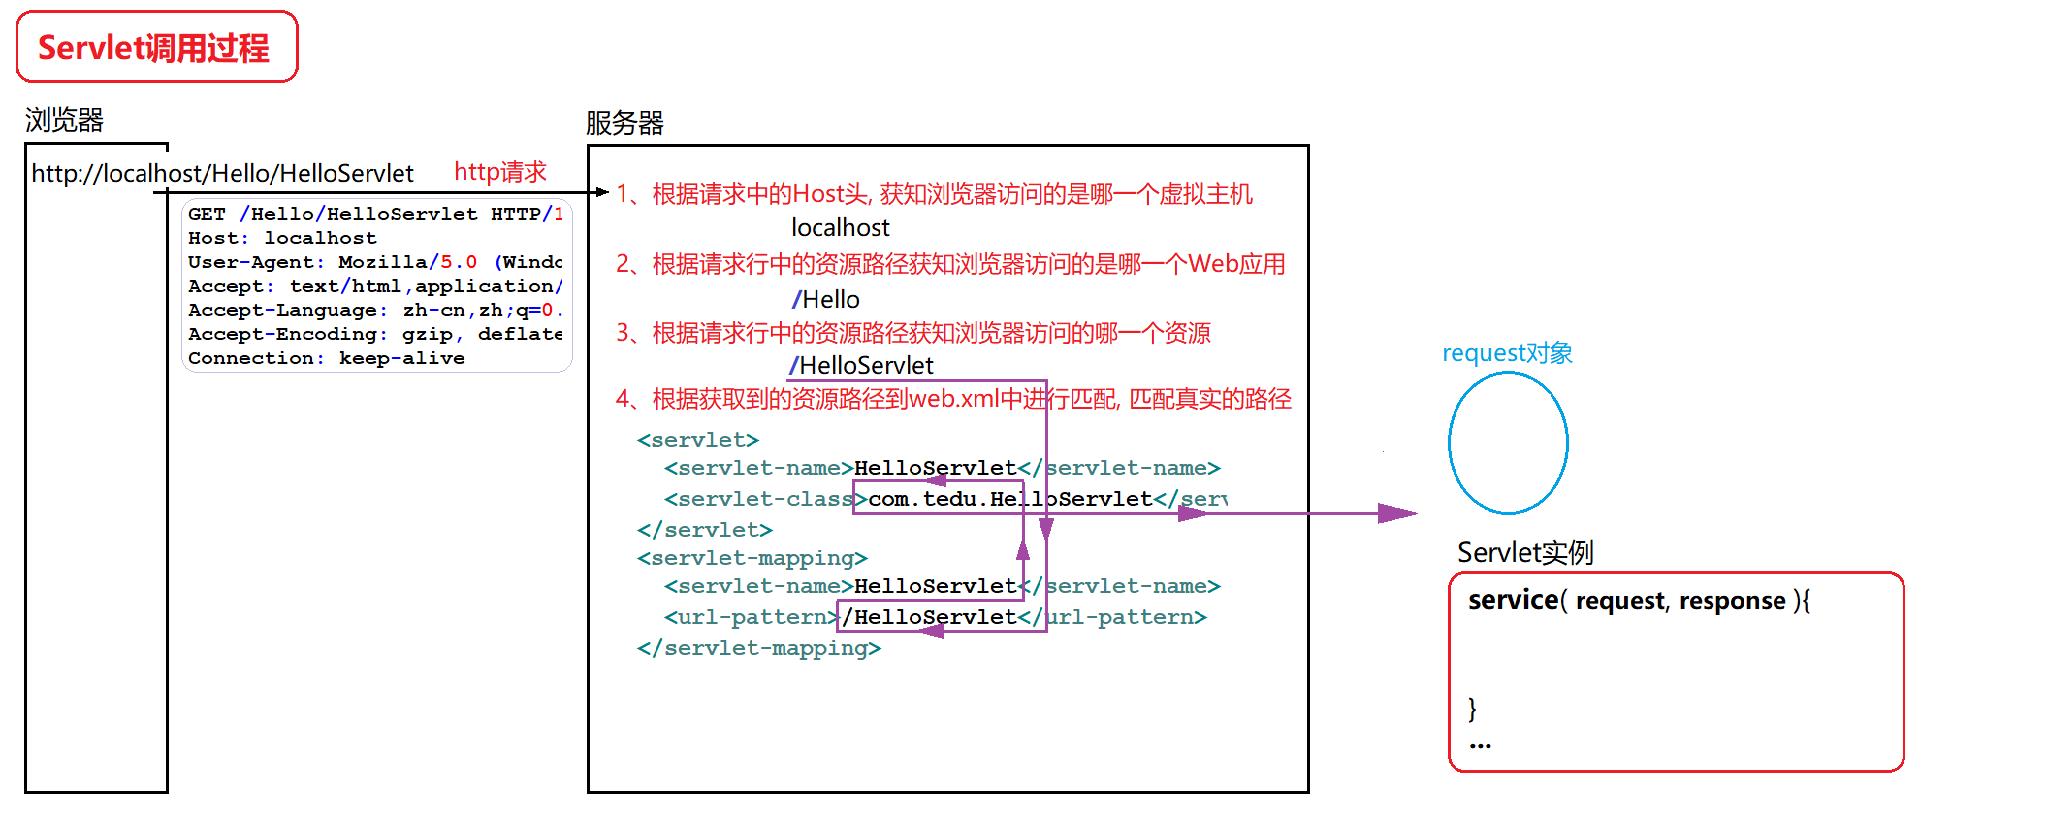 Servlet调用过程
浏览器
服务器
http://localhost/Hello/HelloServlet
http请求
GET /Hello/HelloServlet HTTP/1
Host: localhost
User-Agent: Mozilla/5.0 (Windo
Accept: text/html,application/
Accept-Language: zh-cn,zh;q=0.
Accept-Encoding: gzip, deflate
Connection: keep-alive
1、根据请求中的Host头, 获知浏览器访问的是哪一个虚拟主机
localhost
2、根据请求行中的资源路径获知浏览器访问的是哪一个Web应用
/Hello
3、根据请求行中的资源路径获知浏览器访问的哪一个资源
/HelloServlet
4、根据获取到的资源路径到web.xml中进行匹配, 匹配真实的路径
<servlet>
<servlet-name>HelloServlet</servlet-name>
<servlet-class>com.tedu.HelloServlet</serv
</servlet>
<servlet-mapping>
<servlet-name>HelloServlet</servlet-name>
<url-pattern>/HelloServlet</url-pattern>
</servlet-mapping>
request对象
Servlet实例
service( request, response ){
}
...